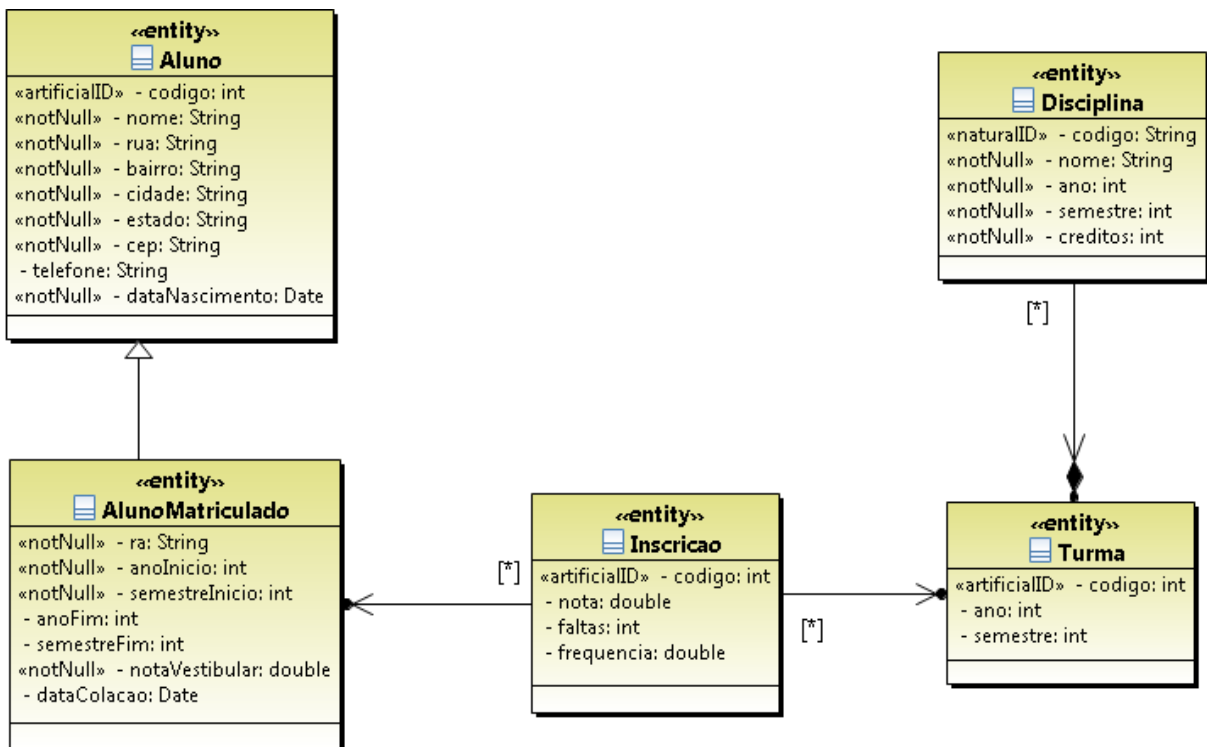 «entity»
Aluno
«artificialID» - codigo: int
«notNull» - nome: String
«notNull» - rua: String
«notNull» - bairro: String
«notNull» - cidade: String
«notNull» - estado: String
«notNull» - cep: String
- telefone: String
«notNull» - dataNascimento: Date
«entity»
Disciplina
«naturalID» - codigo: String
«notNull» - nome: String
«notNull» - ano: int
«notNull» - semestre: int
«notNull» - creditos: int
[*]
«entity»
AlunoMatriculado
«notNull» - ra: String
«notNull» - anoInicio: int
«notNull» - semestreInicio: int
- anoFim: int
- semestreFim: int
«notNull» - notaVestibular: double
- dataColacao: Date
[*]
«entity»
Inscricao
«artificialID» - codigo: int
- nota: double
- faltas: int
- frequencia: double
[*]
«entity»
Turma
«artificialID» - codigo: int
- ano: int
- semestre: int